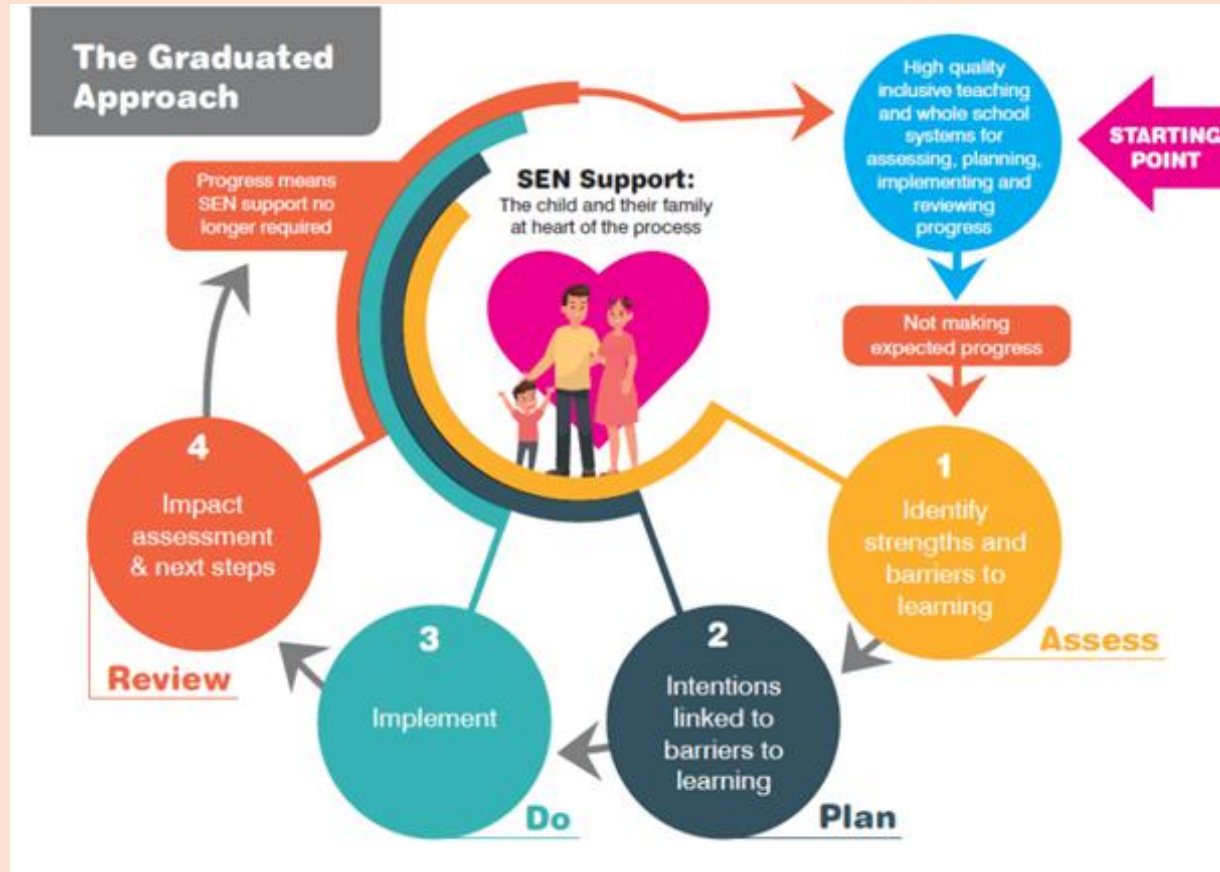 The Graduated
Approach
High quality
inclusive teaching
and whole school
systems for
assessing, planning,
implementing and
reviewing
progress
STARTING
POINT
Progress means
SEN support no
longer required
SEN Support:
The child and their family
at heart of the process
Not making
expected progress
1
Identify
strengths and
barriers to
learning
Assess
2
Intentions
linked to
barriers to
learning
Plan
3
Implement
Do
4
Impact
assessment
& next steps
Review